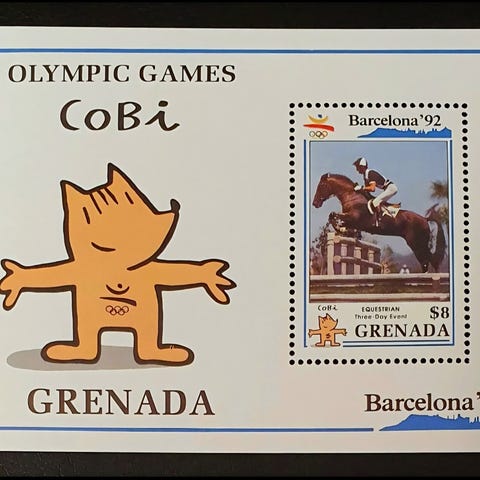 OLYMPIC GAMES
CoBi
GRENADA
Barcelona '92
CoBi
EQUESTRIAN
Three-Day Event
$8
GRENADA
Barcelona '